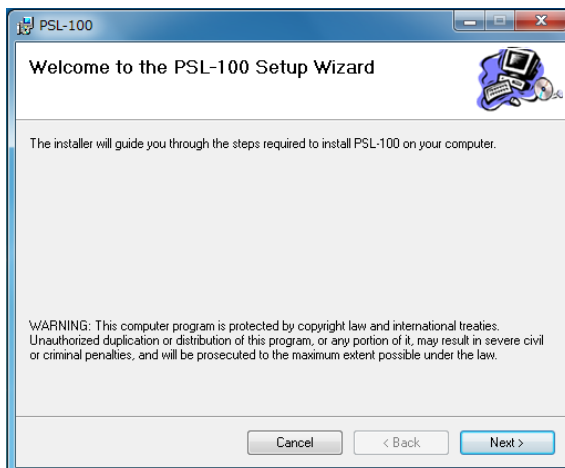 PSL-100
Welcome to the PSL-100 Setup Wizard
The installer will guide you through the steps required to install PSL-100 on your computer.
WARNING: This computer program is protected by copyright law and international treaties.
Unauthorized duplication or distribution of this program, or any portion of it, may result in severe civil
or criminal penalties, and will be prosecuted to the maximum extent possible under the law.
Cancel
< Back
Next >